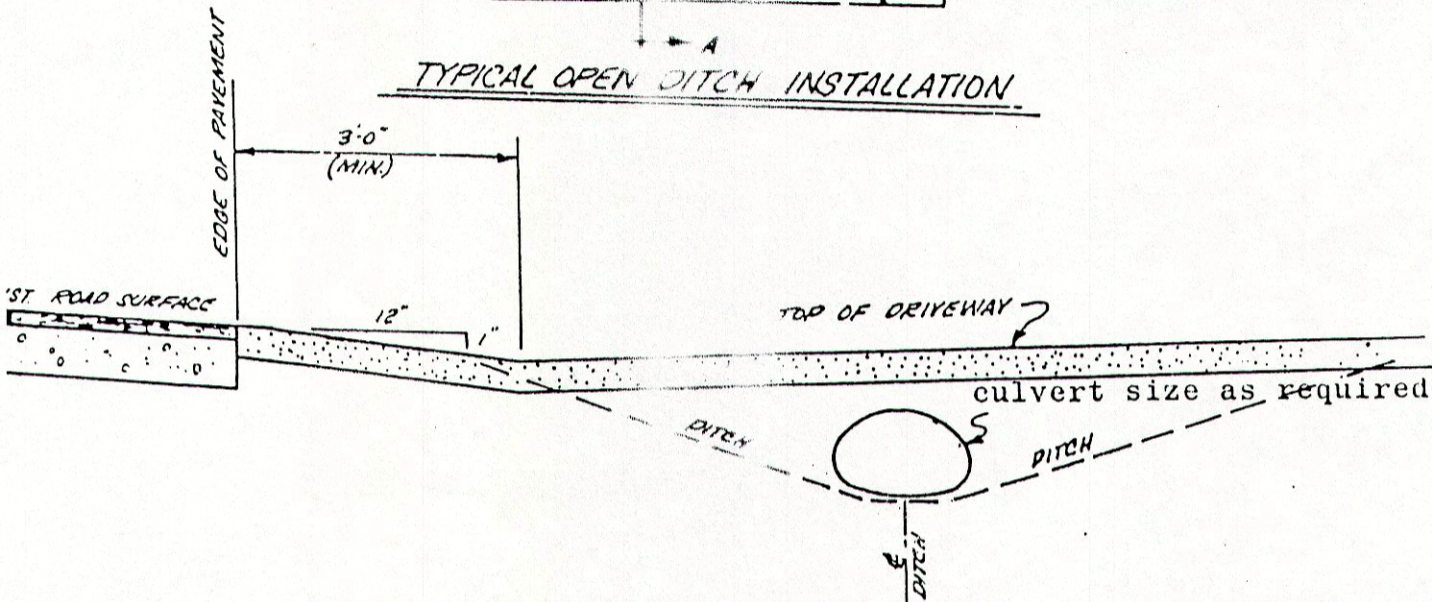 A
TYPICAL OPEN DITCH INSTALLATION
EDGE OF PAVEMENT
3'-0"
(MIN.)
'ST. ROAD SURFACE
12"
1"
TOP OF DRIVEWAY
culvert size as required
DITCH
DITCH
℄
DITCH